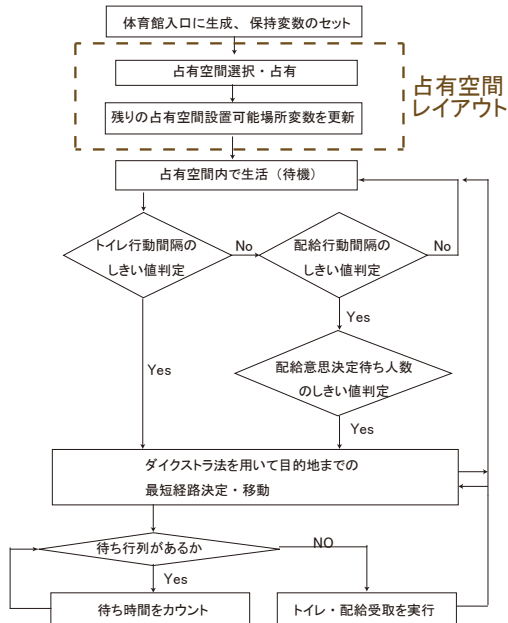 体育館入口に生成、保持変数のセット
占有空間選択・占有
残りの占有空間設置可能場所変数を更新
占有空間
レイアウト
占有空間内で生活（待機）
トイレ行動間隔の
しきい値判定
No
配給行動間隔の
しきい値判定
No
Yes
Yes
配給意思決定待ち人数
のしきい値判定
Yes
ダイクストラ法を用いて目的地までの
最短経路決定・移動
待ち行列があるか
NO
Yes
待ち時間をカウント
トイレ・配給受取を実行